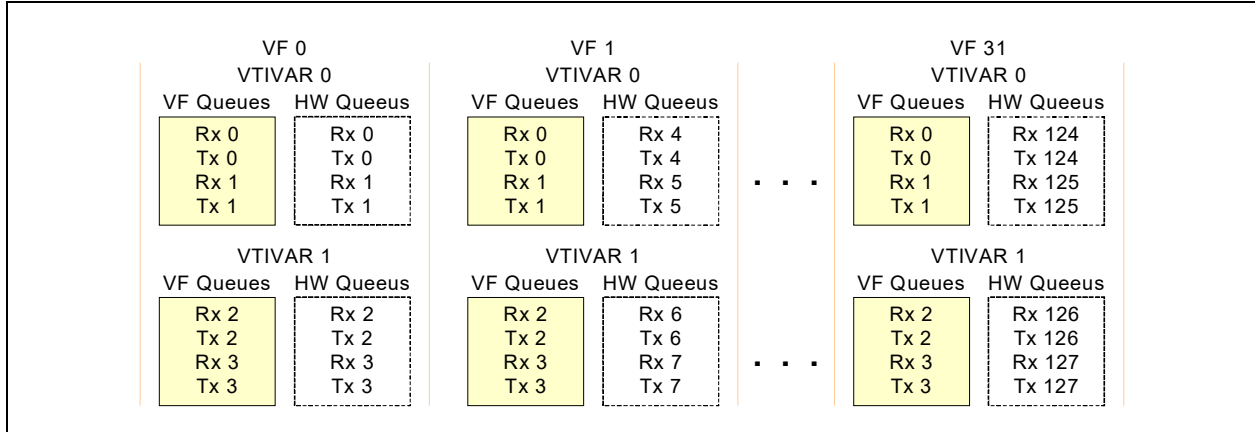 VF 0
VTIVAR 0
VF Queues HW Queeus
Rx 0
Tx 0
Rx 1
Tx 1
Rx 0
Tx 0
Rx 1
Tx 1
VTIVAR 1
VF Queues HW Queeus
Rx 2
Tx 2
Rx 3
Tx 3
Rx 2
Tx 2
Rx 3
Tx 3
VF 1
VTIVAR 0
VF Queues HW Queeus
Rx 0
Tx 0
Rx 1
Tx 1
Rx 4
Tx 4
Rx 5
Tx 5
VTIVAR 1
VF Queues HW Queeus
Rx 2
Tx 2
Rx 3
Tx 3
Rx 6
Tx 6
Rx 7
Tx 7
. . .
. . .
VF 31
VTIVAR 0
VF Queues HW Queeus
Rx 0
Tx 0
Rx 1
Tx 1
Rx 124
Tx 124
Rx 125
Tx 125
VTIVAR 1
VF Queues HW Queeus
Rx 2
Tx 2
Rx 3
Tx 3
Rx 126
Tx 126
Rx 127
Tx 127